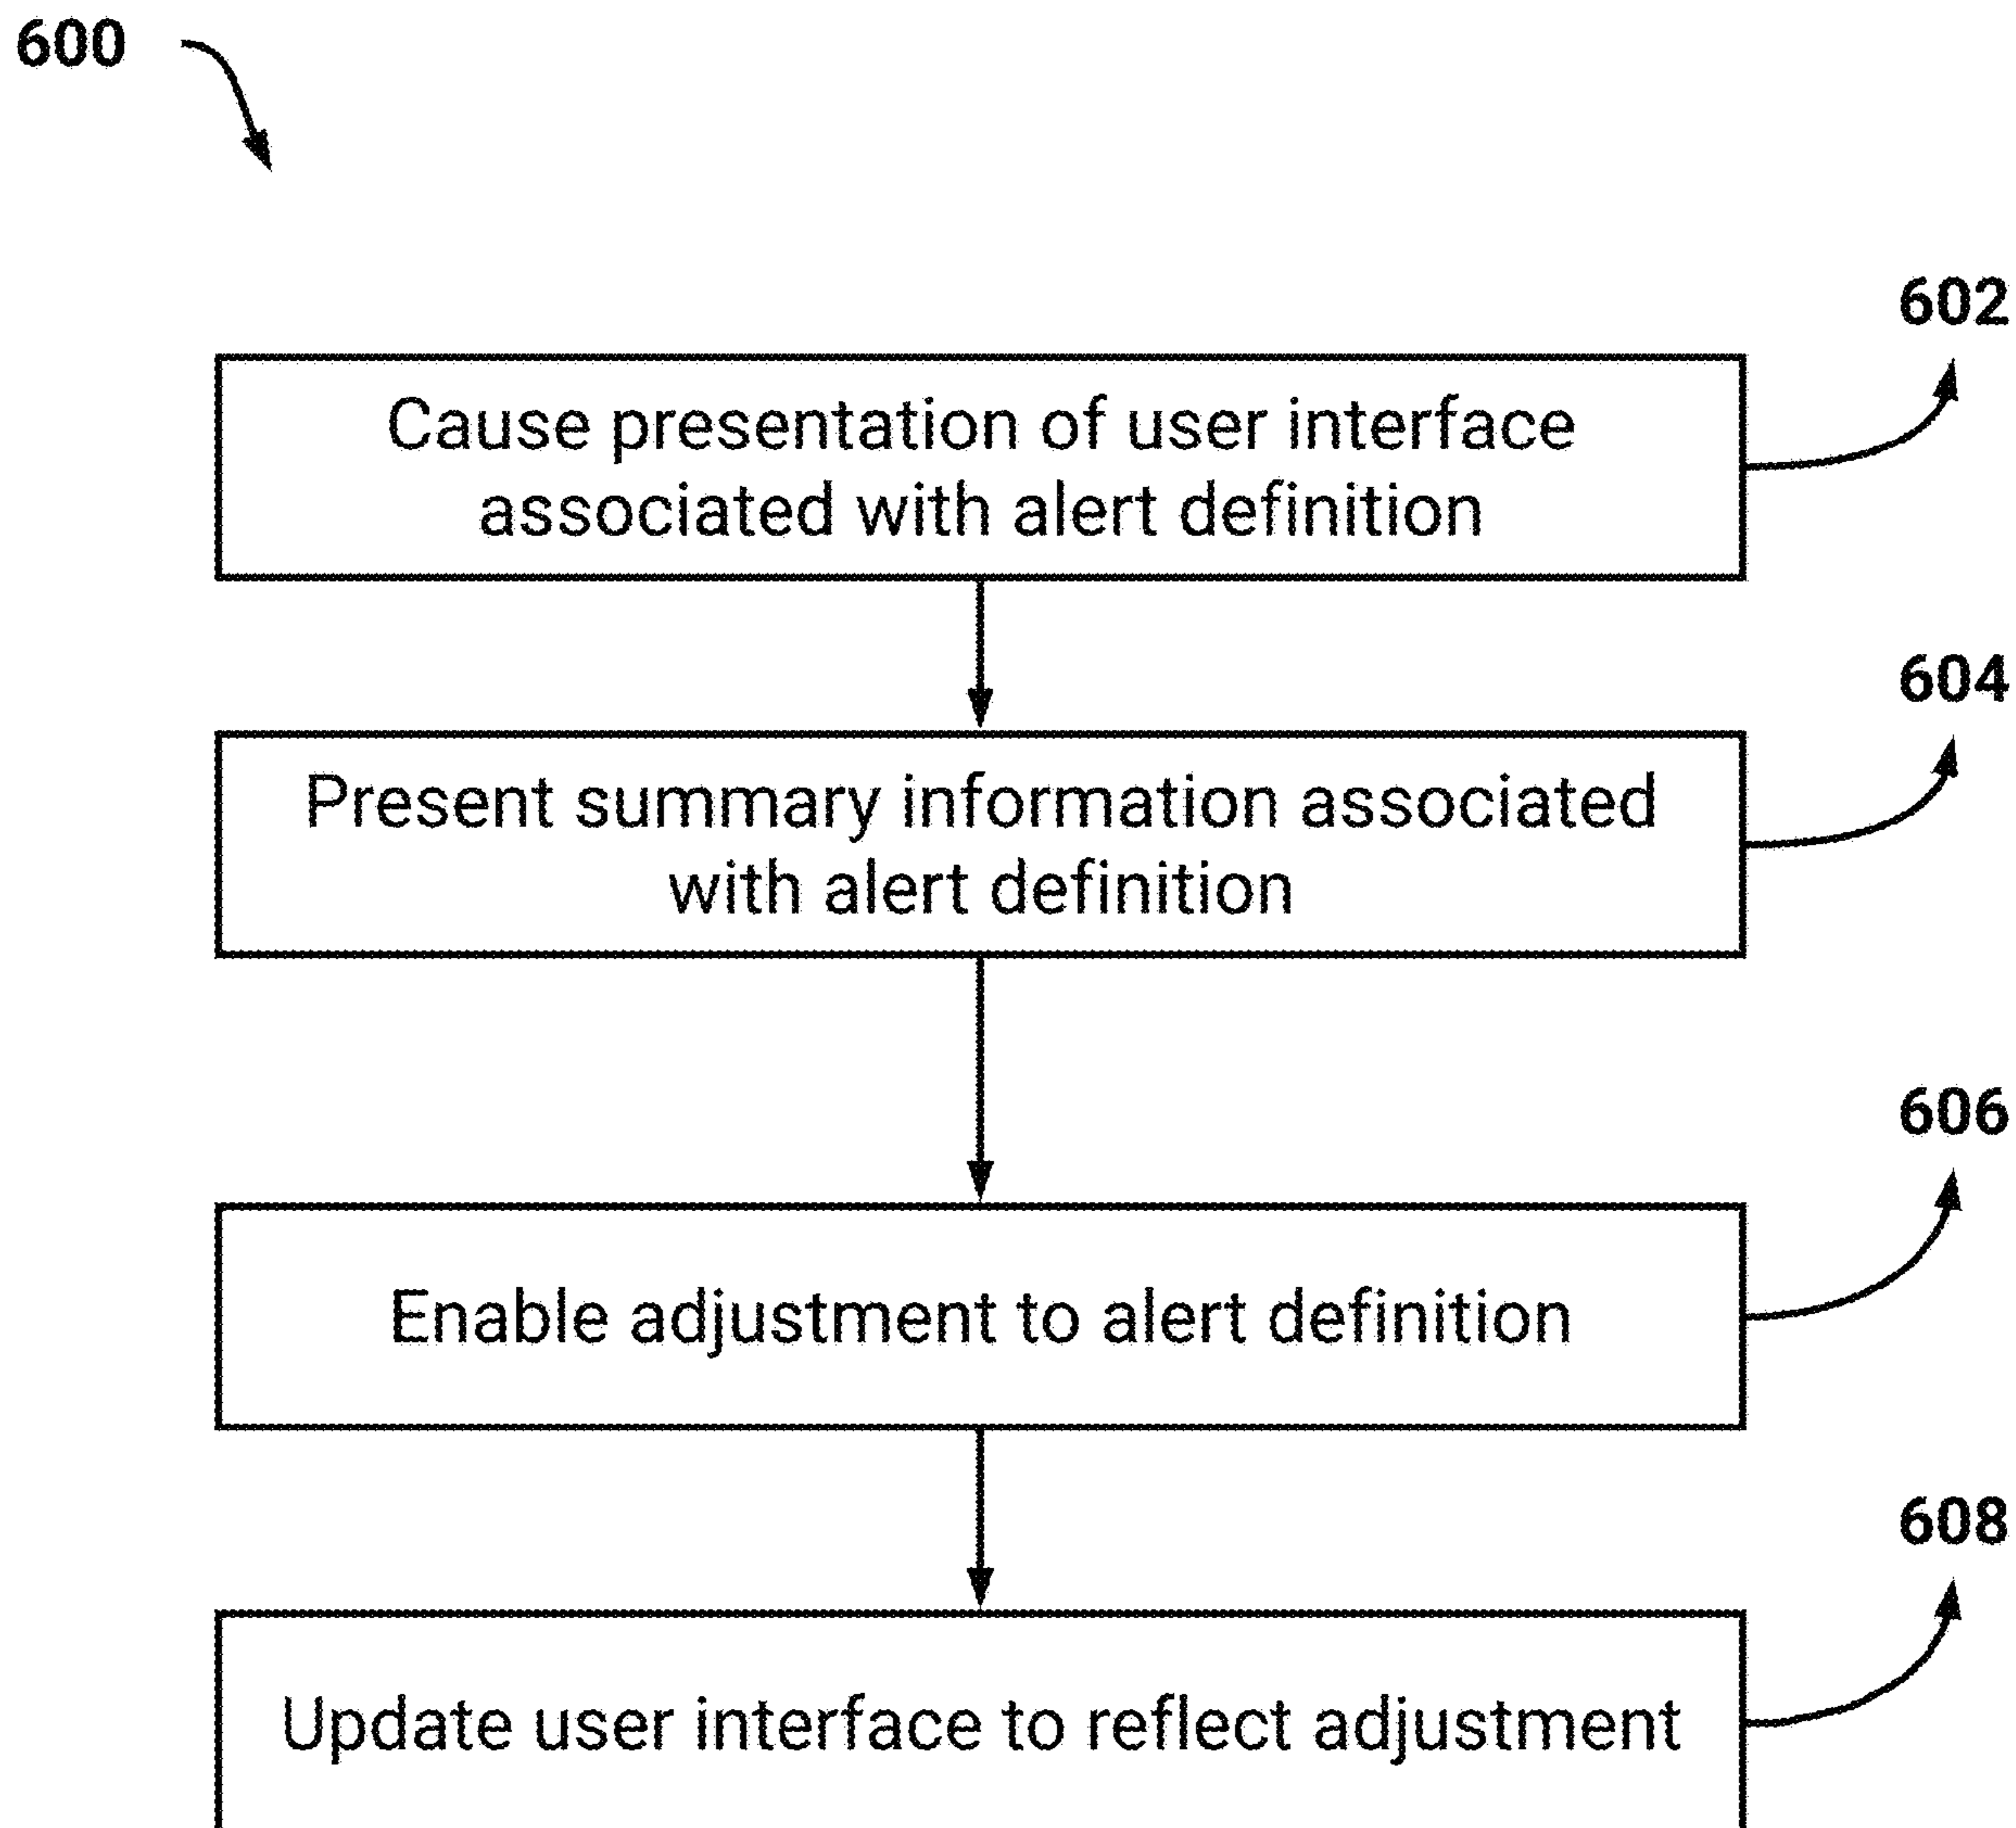 600
602
Cause presentation of user interface
associated with alert definition
604
Present summary information associated
with alert definition
606
Enable adjustment to alert definition
608
Update user interface to reflect adjustment